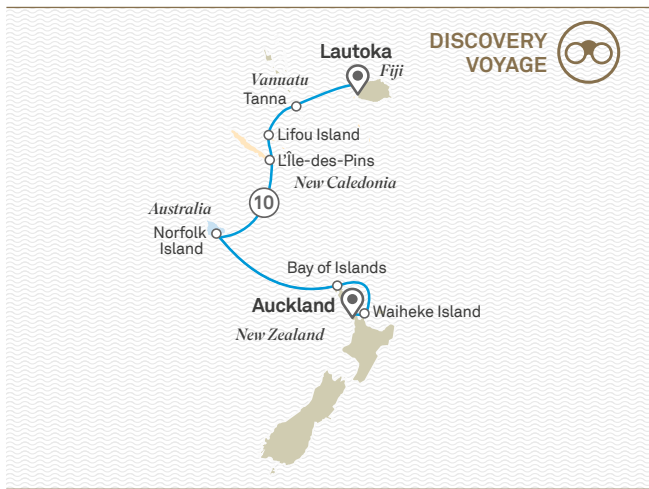 DISCOVERY
VOYAGE
Lautoka
Fiji
Vanuatu
Tanna
Lifou Island
L'Île-des-Pins
New Caledonia
10
Australia
Norfolk
Island
Bay of Islands
Auckland
Waiheke Island
New Zealand